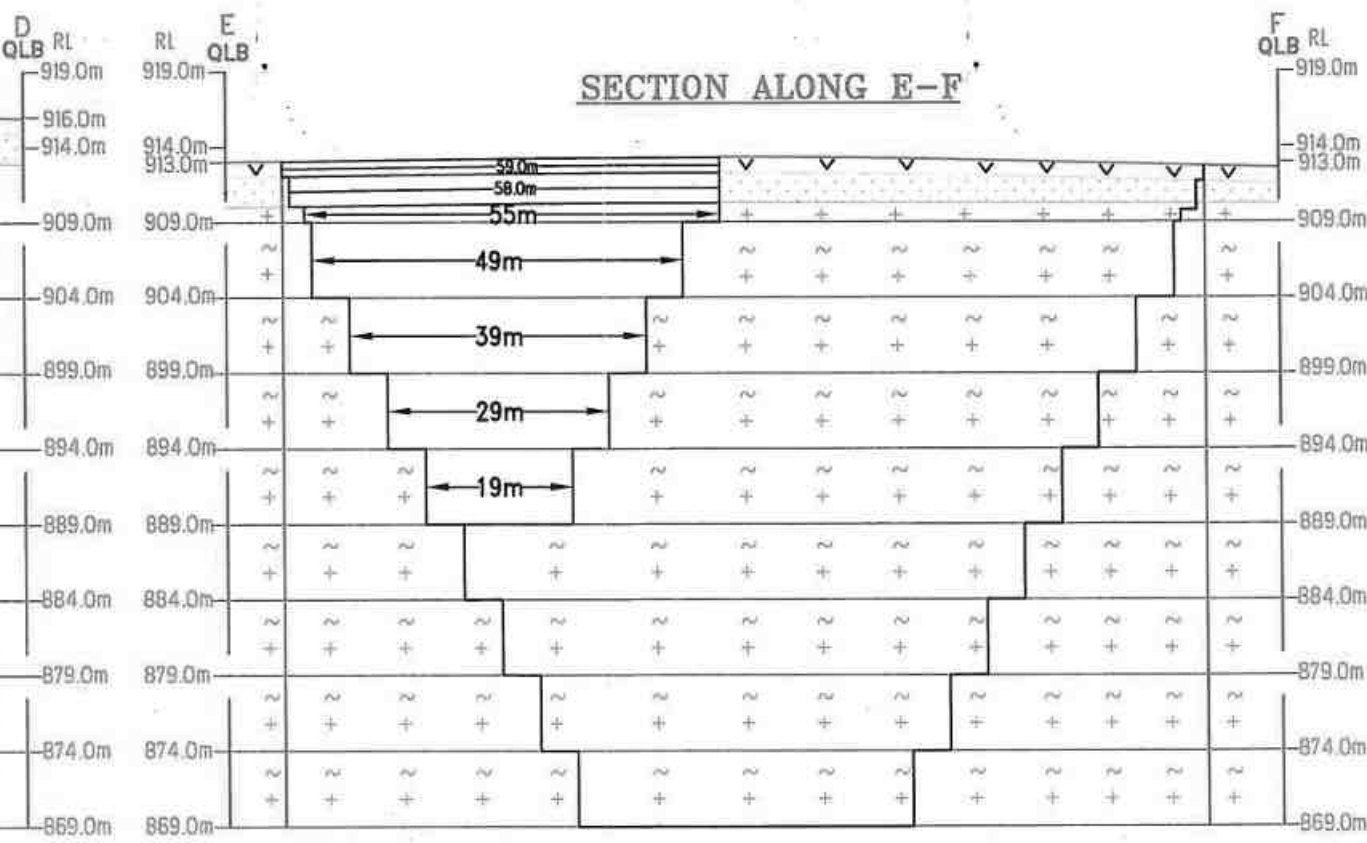 D QLB RL
919.0m
916.0m
914.0m
909.0m
904.0m
899.0m
894.0m
889.0m
884.0m
879.0m
874.0m
869.0m
RL E QLB
919.0m
914.0m
913.0m
909.0m
904.0m
899.0m
894.0m
889.0m
884.0m
879.0m
874.0m
869.0m
SECTION ALONG E-F
59.0m
58.0m
55m
49m
39m
29m
19m
F QLB RL
919.0m
914.0m
913.0m
909.0m
904.0m
899.0m
894.0m
889.0m
884.0m
879.0m
874.0m
869.0m